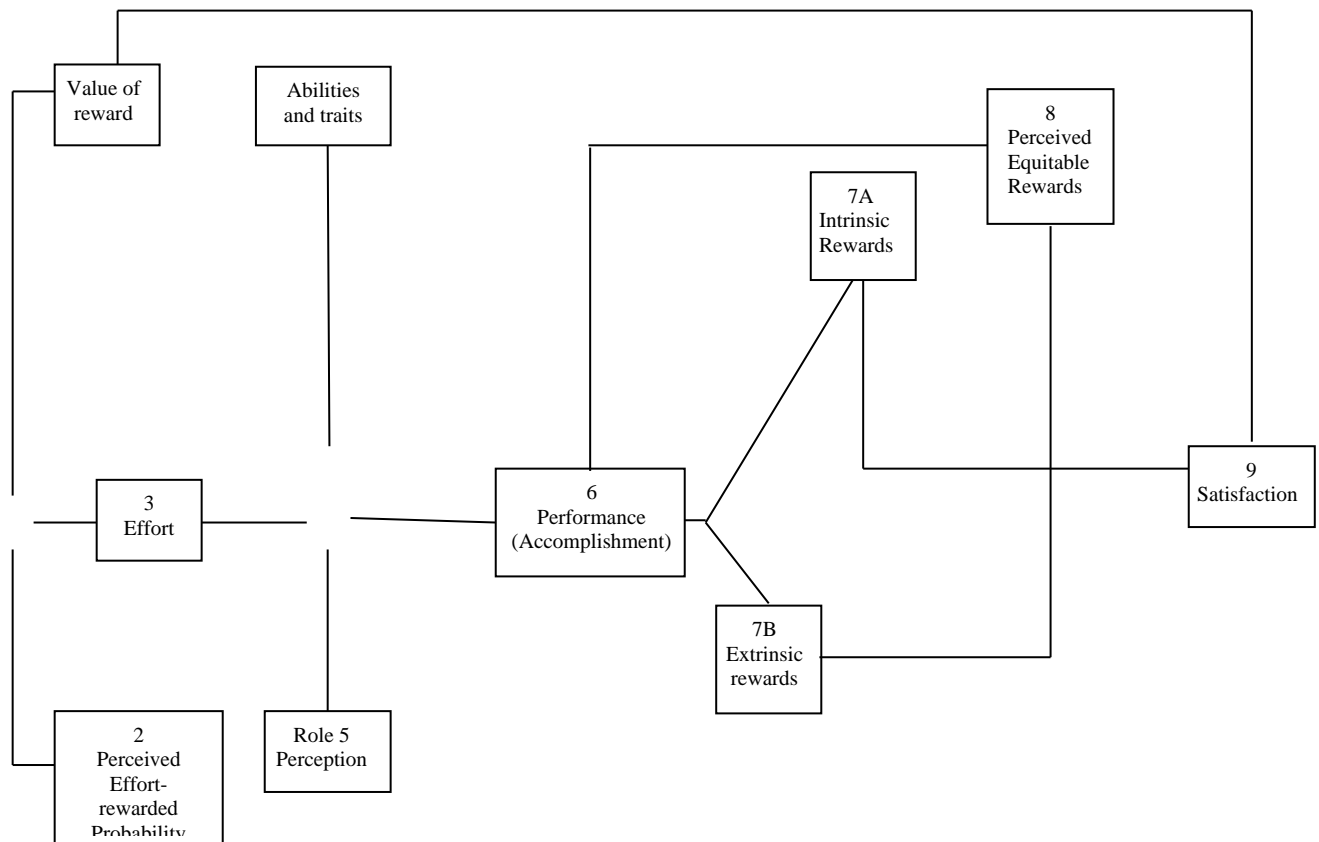 Value of
reward
Abilities
and traits
8
Perceived
Equitable
Rewards
7A
Intrinsic
Rewards
3
Effort
6
Performance
(Accomplishment)
9
Satisfaction
7B
Extrinsic
rewards
2
Perceived
Effort-
rewarded
Probability
Role 5
Perception